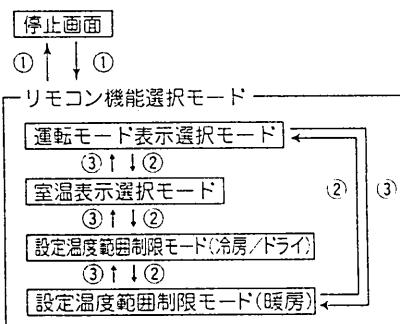 停止画面
① ①
リモコン機能選択モード
運転モード表示選択モード
③ ②
室温表示選択モード
② ③
③ ②
設定温度範囲制限モード(冷房/ドライ)
③ ②
設定温度範囲制限モード(暖房)